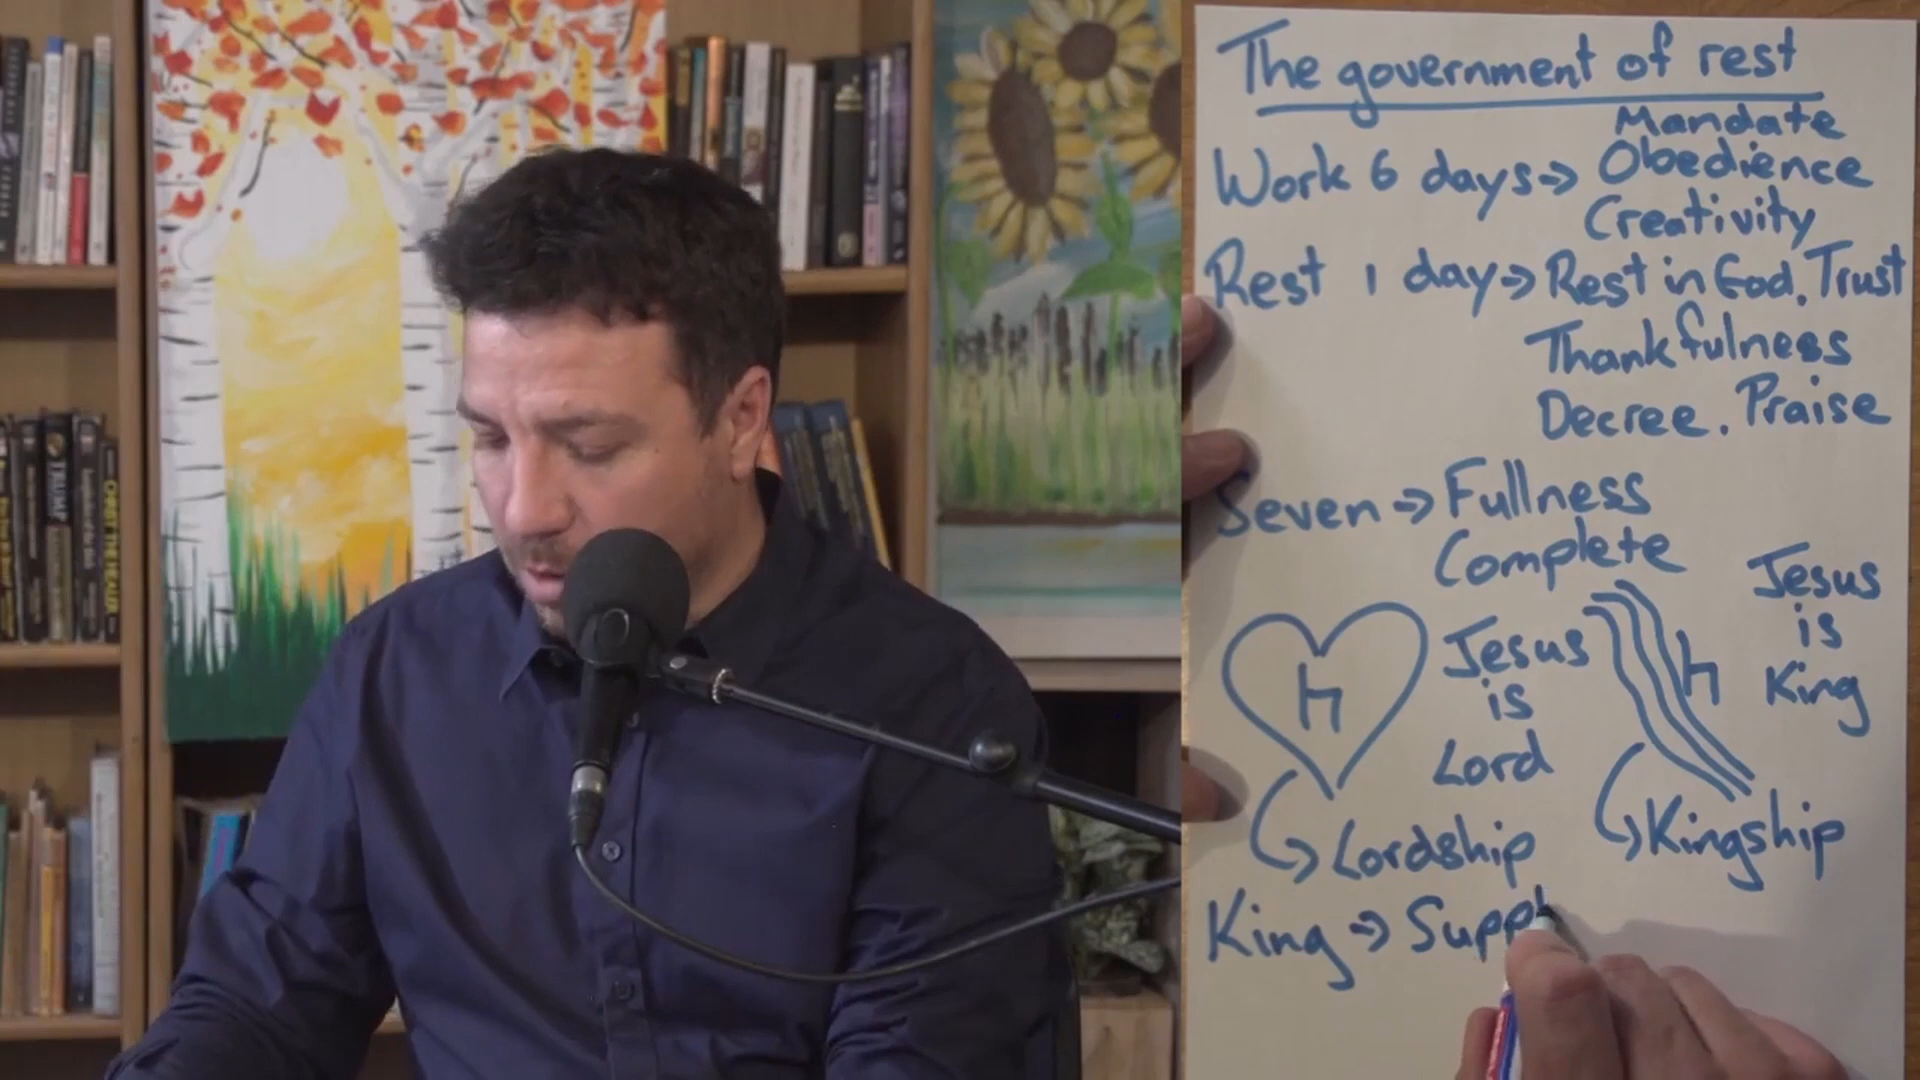 The government of rest
Mandate
Work 6 days → Obedience
Creativity
Rest 1 day → Rest in God. Trust
Thankfulness
Decree. Praise
Seven → Fullness
Complete
Jesus
is
Lord
Jesus
is
King
Lordship
Kingship
King → Suppl